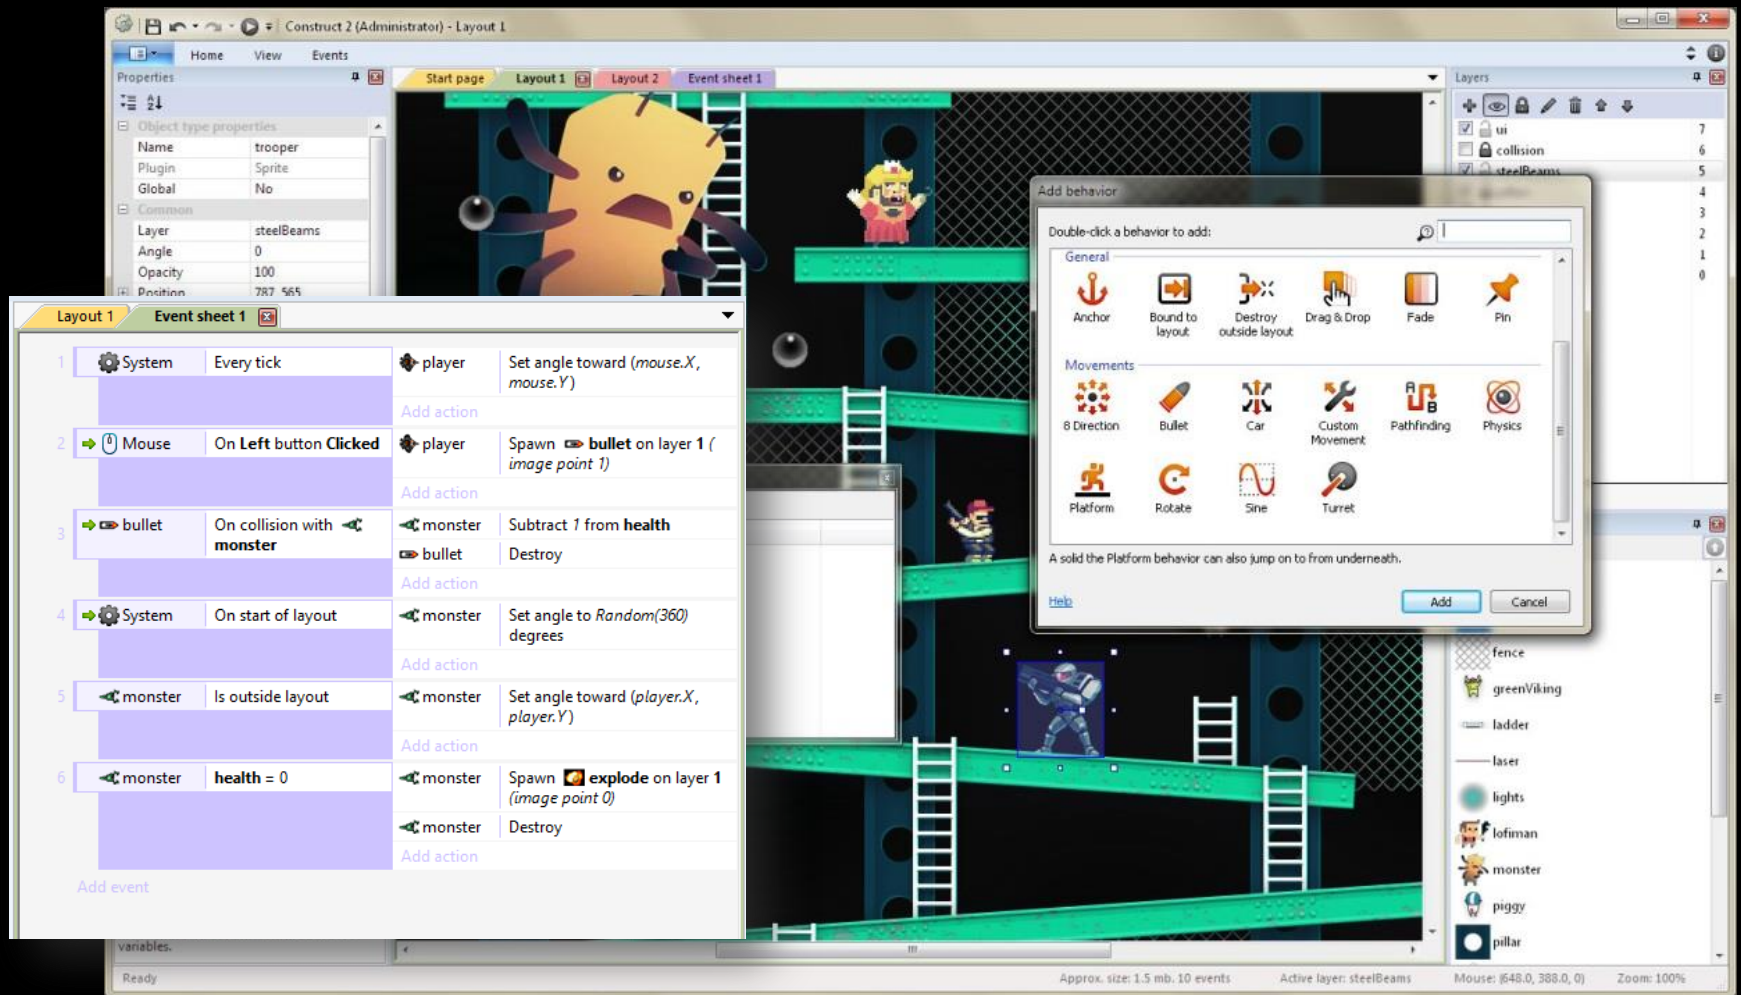 Construct 2 (Administrator) - Layout 1
Home View Events
Properties
Object type properties
Name trooper
Plugin Sprite
Global No
Common
Layer steelBeams
Angle 0
Opacity 100
Position 787, 565
Start page Layout 1 Layout 2 Event sheet 1
Layers
ui 7
collision 6
steelBeams 5
4
3
2
1
0
Add behavior
Double-click a behavior to add:
General
Anchor
Bound to layout
Destroy outside layout
Drag & Drop
Fade
Pin
Movements
8 Direction
Bullet
Car
Custom Movement
Pathfinding
Physics
Platform
Rotate
Sine
Turret
A solid the Platform behavior can also jump on to from underneath.
Help
Add Cancel
Layout 1 Event sheet 1
1 System Every tick player Set angle toward (mouse.X,
mouse.Y)
Add action
2 Mouse On Left button Clicked player Spawn bullet on layer 1 (
image point 1)
Add action
3 bullet On collision with monster Subtract 1 from health
monster bullet Destroy
Add action
4 System On start of layout monster Set angle to Random(360)
degrees
Add action
5 monster Is outside layout monster Set angle toward (player.X,
player.Y)
Add action
6 monster health = 0 monster Spawn explode on layer 1
(image point 0)
monster Destroy
Add action
Add event
fence
greenViking
ladder
laser
lights
lofiman
monster
piggy
pillar
variables.
Ready Approx. size: 1.5 mb. 10 events Active layer: steelBeams Mouse: (648.0, 388.0, 0) Zoom: 100%